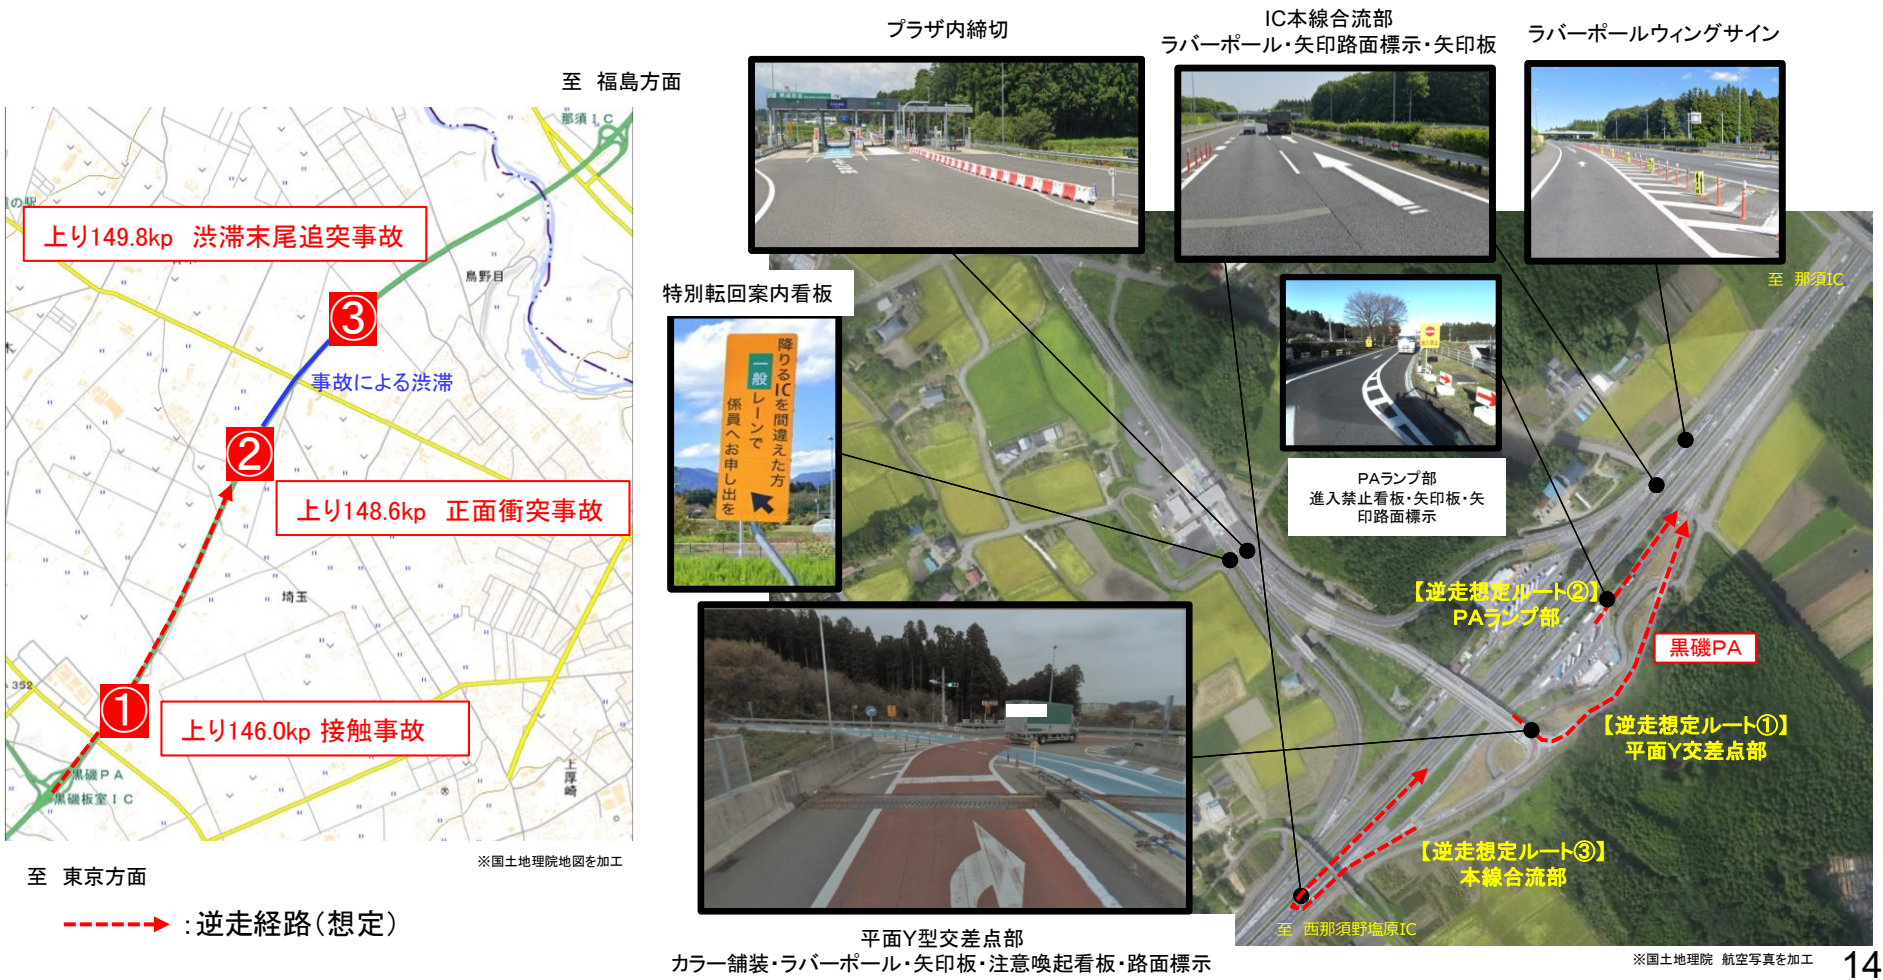 プラザ内締切
IC本線合流部
ラバーポール・矢印路面標示・矢印板
ラバーポールウィングサイン
至 福島方面
那須IC
道の駅
上り149.8kp 渋滞末尾追突事故
鳥野目
③
事故による渋滞
②
上り148.6kp 正面衝突事故
埼玉
352
①
上り146.0kp 接触事故
黒磯PA
黒磯板室IC
上厚崎
木
※国土地理院地図を加工
至 東京方面
:逆走経路(想定)
特別転回案内看板
降りるICを間違えた方
一般レーンで
係員へお申し出を
至 那須IC
PAランプ部
進入禁止看板・矢印板・矢
印路面標示
【逆走想定ルート②】
PAランプ部
黒磯PA
【逆走想定ルート①】
平面Y交差点部
【逆走想定ルート③】
本線合流部
至 西那須野塩原IC
平面Y型交差点部
カラー舗装・ラバーポール・矢印板・注意喚起看板・路面標示
※国土地理院 航空写真を加工
14